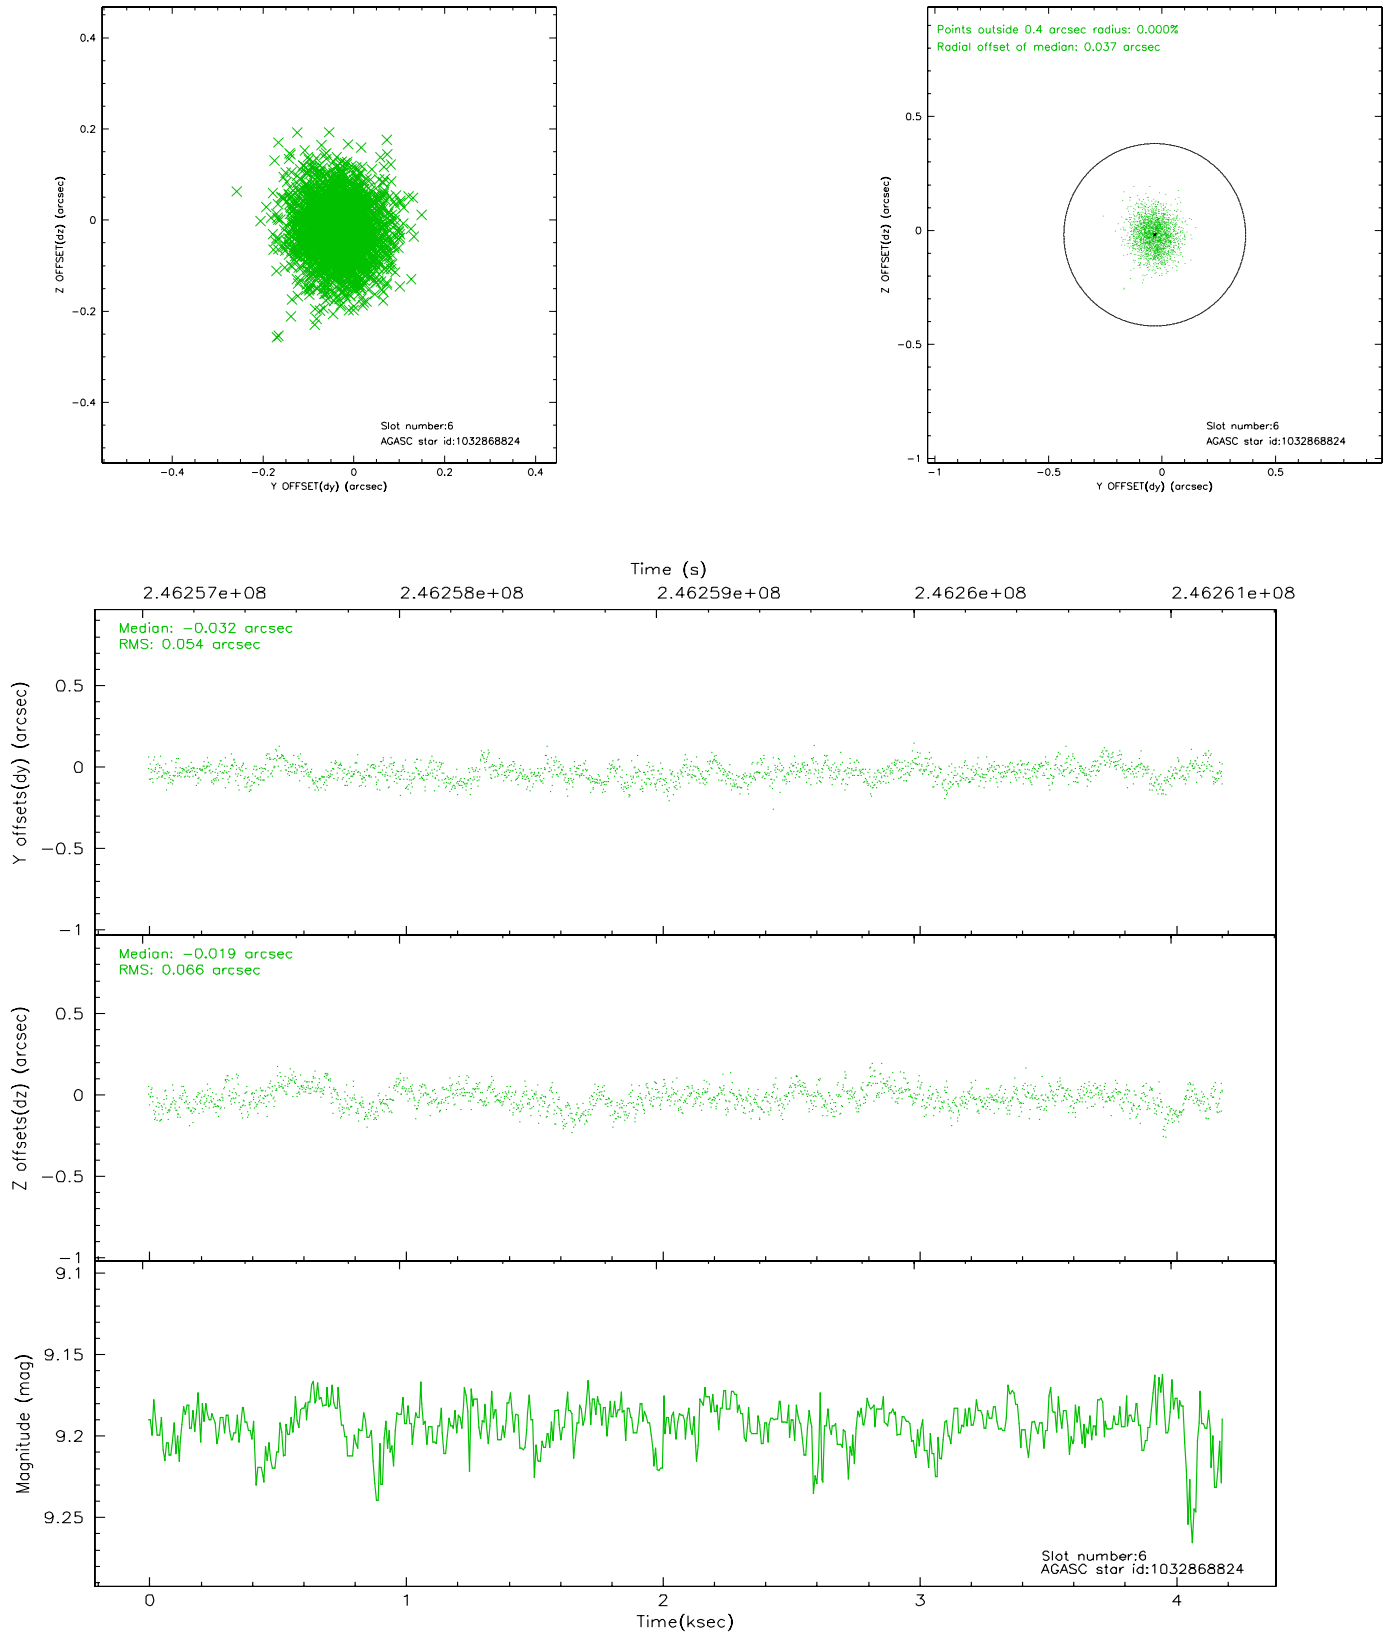 0.4
0.2
0
−0.2
−0.4
Z OFFSET(dz) (arcsec)
Slot number:6
AGASC star id:1032868824
−0.4 −0.2 0 0.2 0.4
Y OFFSET(dy) (arcsec)
Points outside 0.4 arcsec radius: 0.000%
Radial offset of median: 0.037 arcsec
0.5
0
−0.5
−1
Z OFFSET(dz) (arcsec)
Slot number:6
AGASC star id:1032868824
−1 −0.5 0 0.5
Y OFFSET(dy) (arcsec)
Time (s)
2.46257e+08 2.46258e+08 2.46259e+08 2.4626e+08 2.46261e+08
Median: −0.032 arcsec
RMS: 0.054 arcsec
0.5
0
−0.5
−1
Y offsets(dy) (arcsec)
Median: −0.019 arcsec
RMS: 0.066 arcsec
0.5
0
−0.5
−1
Z offsets(dz) (arcsec)
9.1
9.15
9.2
9.25
Magnitude (mag)
Slot number:6
AGASC star id:1032868824
0 1 2 3 4
Time(ksec)